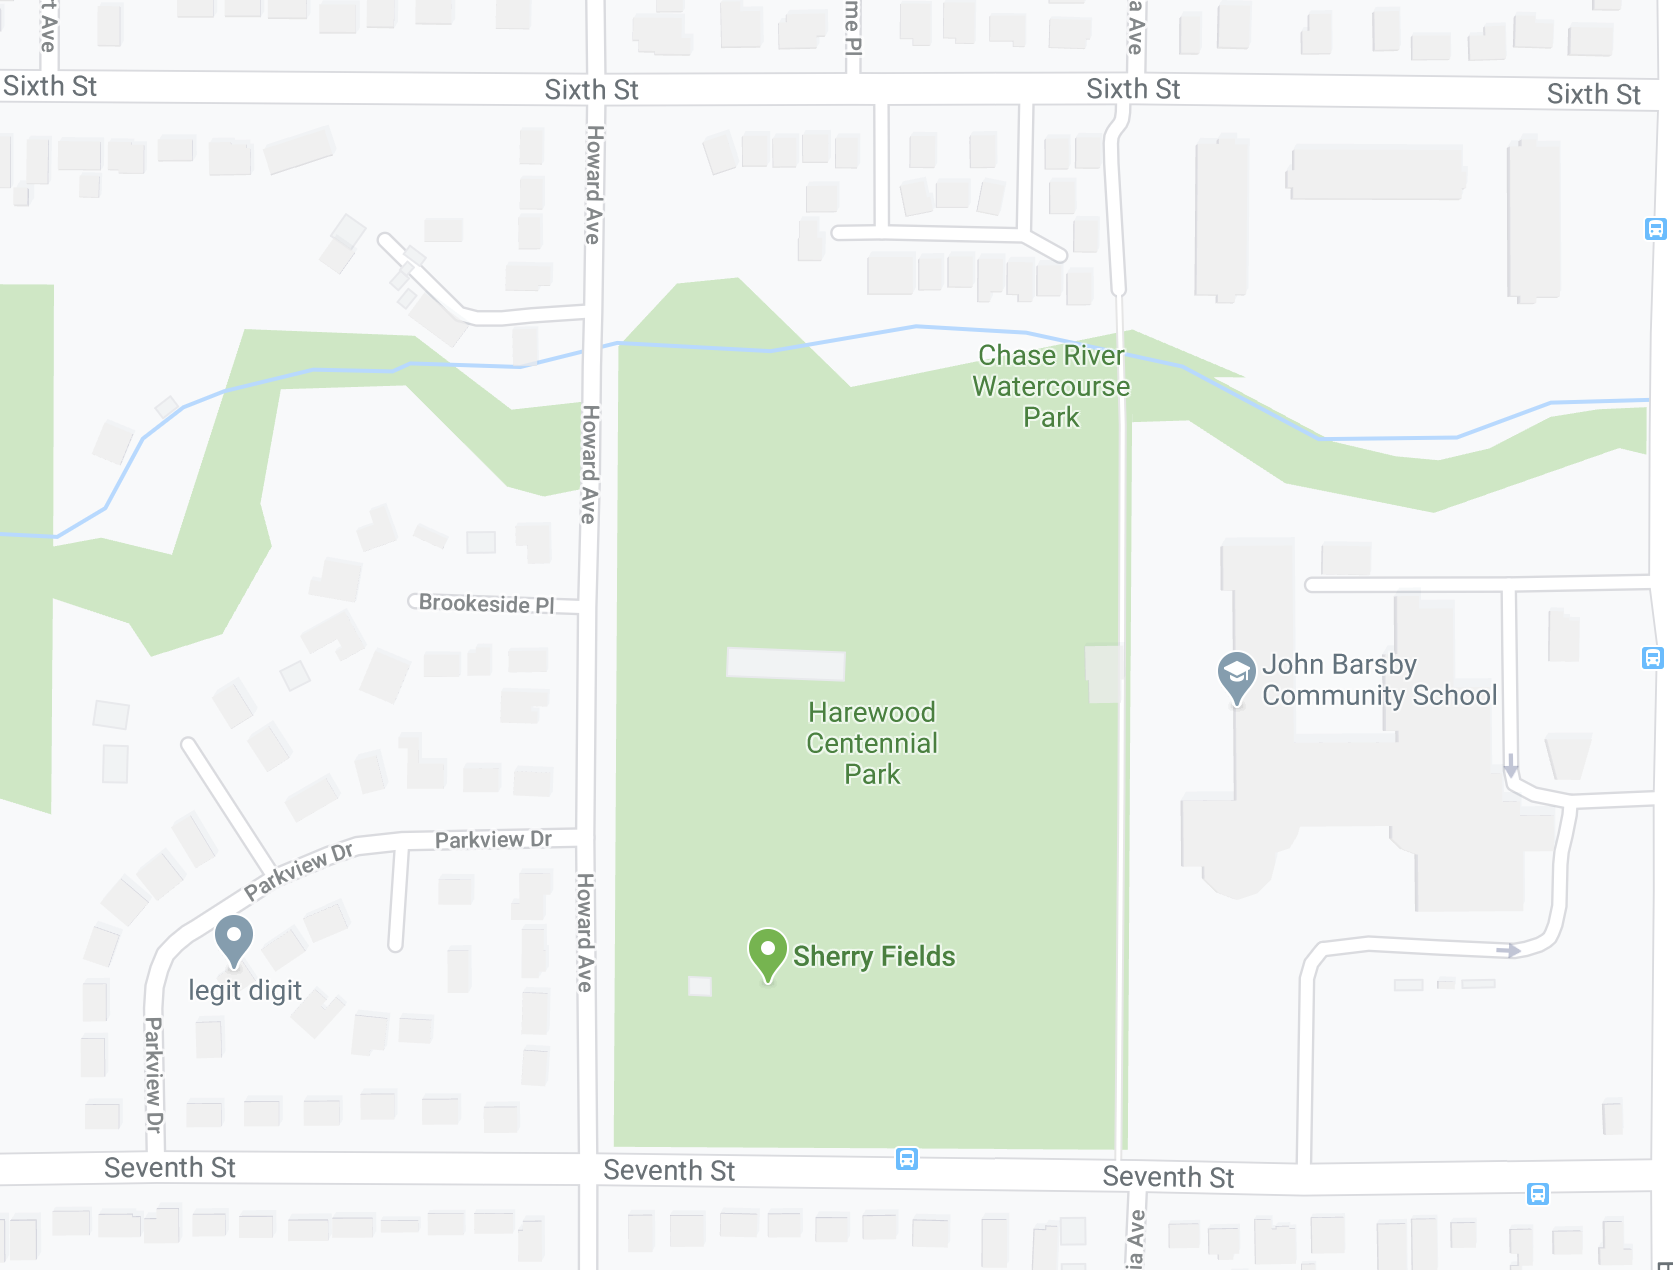 t Ave
me Pl
a Ave
Sixth St
Sixth St
Sixth St
Sixth St
Howard Ave
Chase River
Watercourse
Park
Howard Ave
Brookeside Pl
John Barsby
Community School
Harewood
Centennial
Park
Parkview Dr
Parkview Dr
Howard Ave
Sherry Fields
legit digit
Parkview Dr
Seventh St
Seventh St
Seventh St
ia Ave